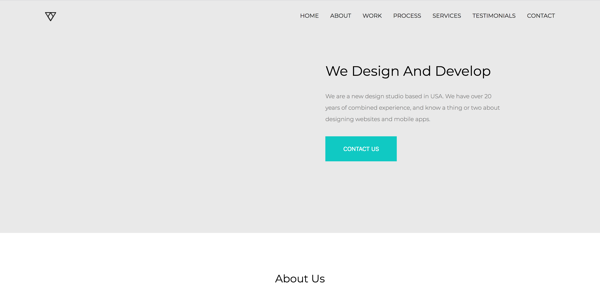 HOME ABOUT WORK PROCESS SERVICES TESTIMONIALS CONTACT
We Design And Develop
We are a new design studio based in USA. We have over 20
years of combined experience, and know a thing or two about
designing websites and mobile apps.
CONTACT US
About Us